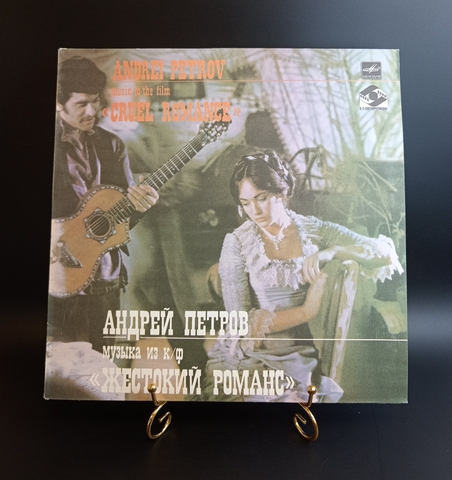 ANDREI PETROV
music to the film
«CRUEL ROMANCE»
АНДРЕЙ ПЕТРОВ
музыка из к/ф
«ЖЕСТОКИЙ РОМАНС»